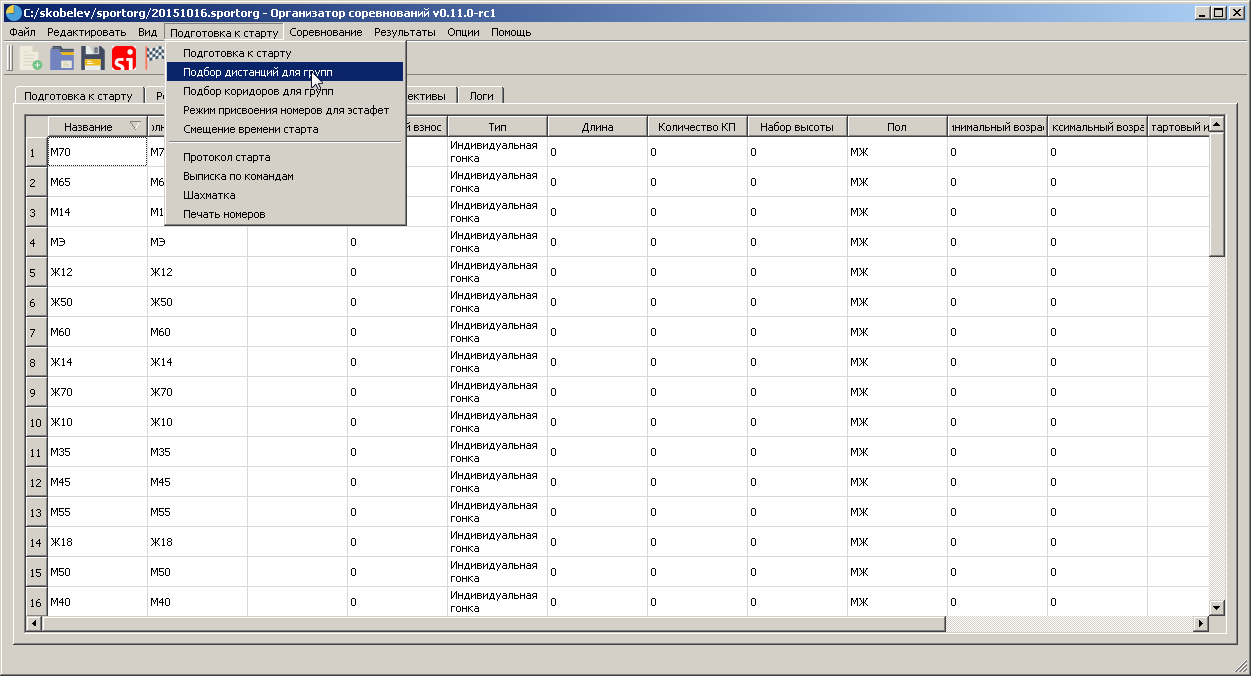 C:/skobelev/sportorg/20151016.sportorg - Организатор соревнований v0.11.0-rc1
Файл Редактировать Вид Подготовка к старту Соревнование Результаты Опции Помощь
si
Подготовка к старту
Подбор дистанций для групп
Подбор коридоров для групп
Режим присвоения номеров для эстафет
Смещение времени старта
Протокол старта
Выписка по командам
Шахматка
Печать номеров
Подготовка к старту Ре ективы Логи
Название олн й взнос Тип Длина Количество КП Набор высоты Пол инимальный возрас ксимальный возра тартовый и
1 М70 М7 Индивидуальная гонка 0 0 0 МЖ 0 0
2 М65 М6 Индивидуальная гонка 0 0 0 МЖ 0 0
3 М14 М1 Индивидуальная гонка 0 0 0 МЖ 0 0
4 МЭ МЭ 0 Индивидуальная гонка 0 0 0 МЖ 0 0
5 Ж12 Ж12 0 Индивидуальная гонка 0 0 0 МЖ 0 0
6 Ж50 Ж50 0 Индивидуальная гонка 0 0 0 МЖ 0 0
7 М60 М60 0 Индивидуальная гонка 0 0 0 МЖ 0 0
8 Ж14 Ж14 0 Индивидуальная гонка 0 0 0 МЖ 0 0
9 Ж70 Ж70 0 Индивидуальная гонка 0 0 0 МЖ 0 0
10 Ж10 Ж10 0 Индивидуальная гонка 0 0 0 МЖ 0 0
11 М35 М35 0 Индивидуальная гонка 0 0 0 МЖ 0 0
12 М45 М45 0 Индивидуальная гонка 0 0 0 МЖ 0 0
13 М55 М55 0 Индивидуальная гонка 0 0 0 МЖ 0 0
14 Ж18 Ж18 0 Индивидуальная гонка 0 0 0 МЖ 0 0
15 М50 М50 0 Индивидуальная гонка 0 0 0 МЖ 0 0
16 М40 М40 0 Индивидуальная гонка 0 0 0 МЖ 0 0